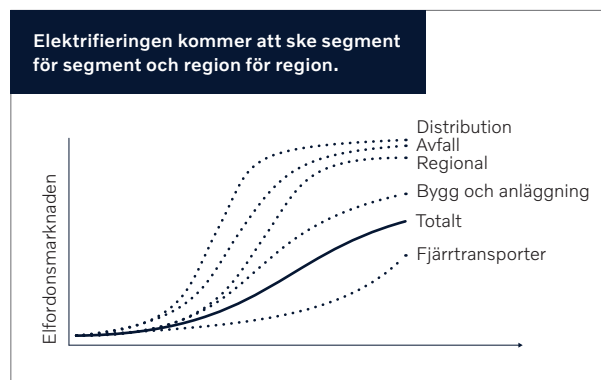 Elektrifieringen kommer att ske segment
för segment och region för region.
Elfordonsmarknaden
Distribution
Avfall
Regional
Bygg och anläggning
Totalt
Fjärrtransporter